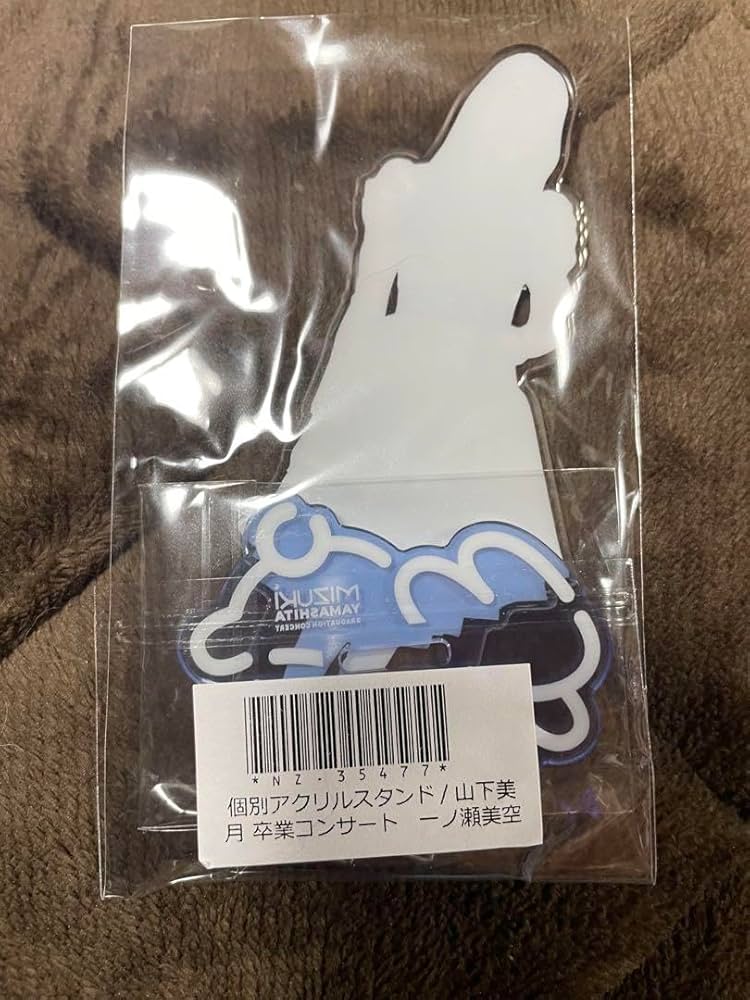 MIZUKI
YAMASHITA
GRADUATION CONCERT
*NZ-35477*
個別アクリルスタンド/山下美
月 卒業コンサート　一ノ瀬美空